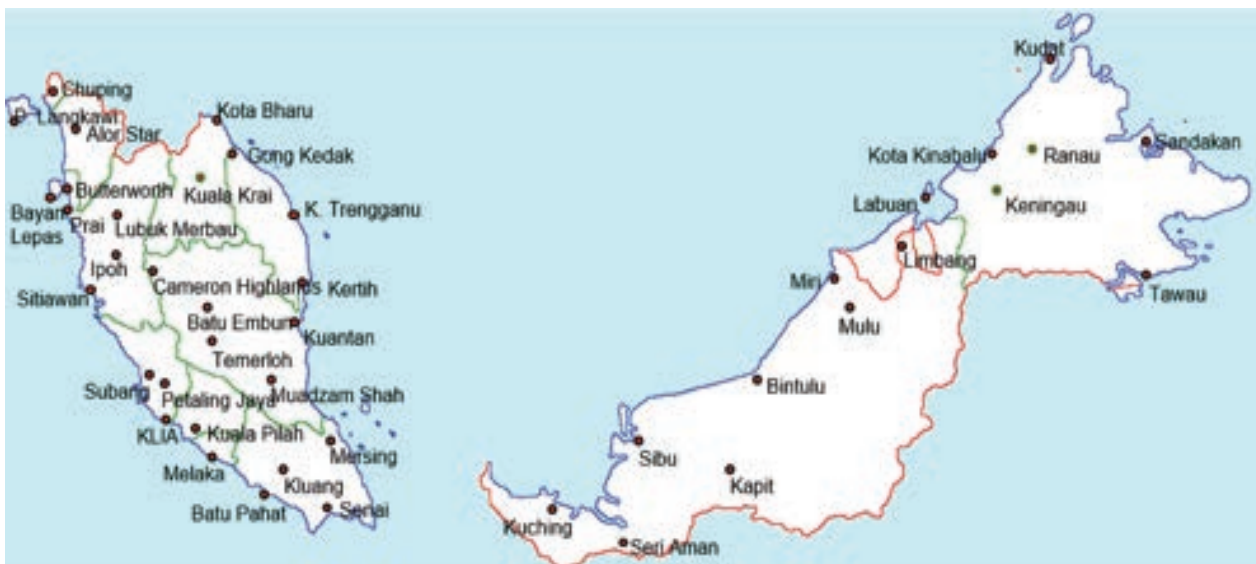 Chuping
P. Langkawi
Alor Star
Kota Bharu
Gong Kedak
Butterworth
Kuala Krai
Bayan
Lepas
Prai
Lubuk Merbau
K. Trengganu
Ipoh
Cameron Highlands
Kertih
Sitiawan
Batu Embun
Kuantan
Temerloh
Subang
Petaling Jaya
Muadzam Shah
KLIA
Kuala Pilah
Mersing
Melaka
Kluang
Batu Pahat
Senai
Kudat
Kota Kinabalu
Ranau
Sandakan
Labuan
Keningau
Limbang
Miri
Tawau
Mulu
Bintulu
Sibu
Kapit
Kuching
Seri Aman